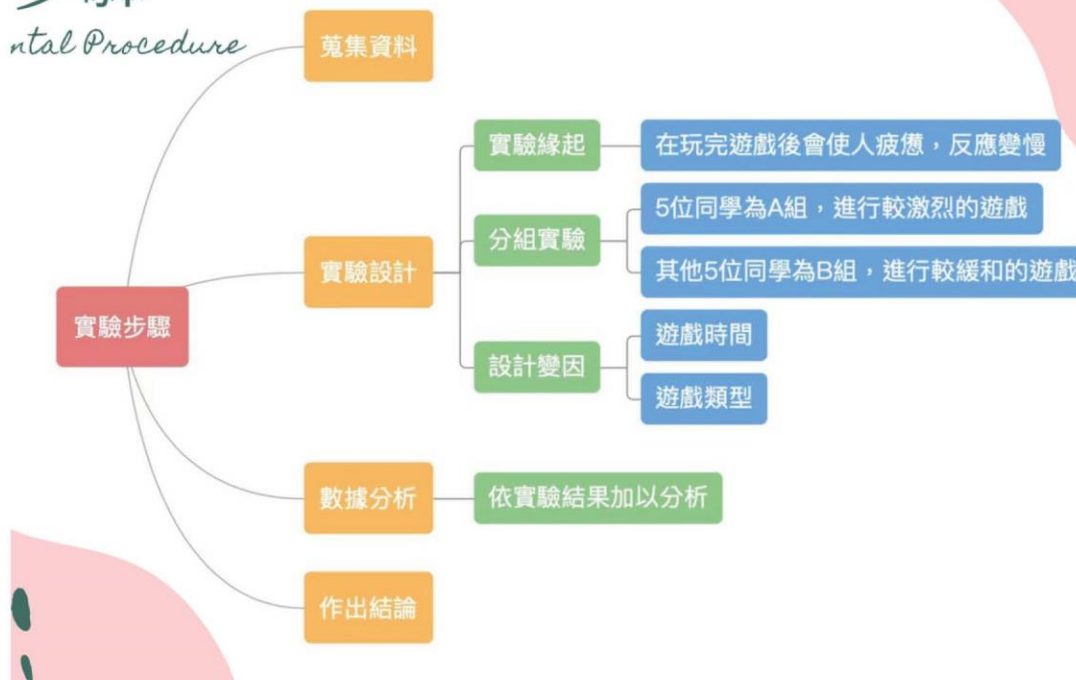 ntal Procedure
實驗步驟
蒐集資料
實驗設計
實驗緣起
在玩完遊戲後會使人疲憊，反應變慢
分組實驗
5位同學為A組，進行較激烈的遊戲
其他5位同學為B組，進行較緩和的遊戲
設計變因
遊戲時間
遊戲類型
數據分析
依實驗結果加以分析
作出結論